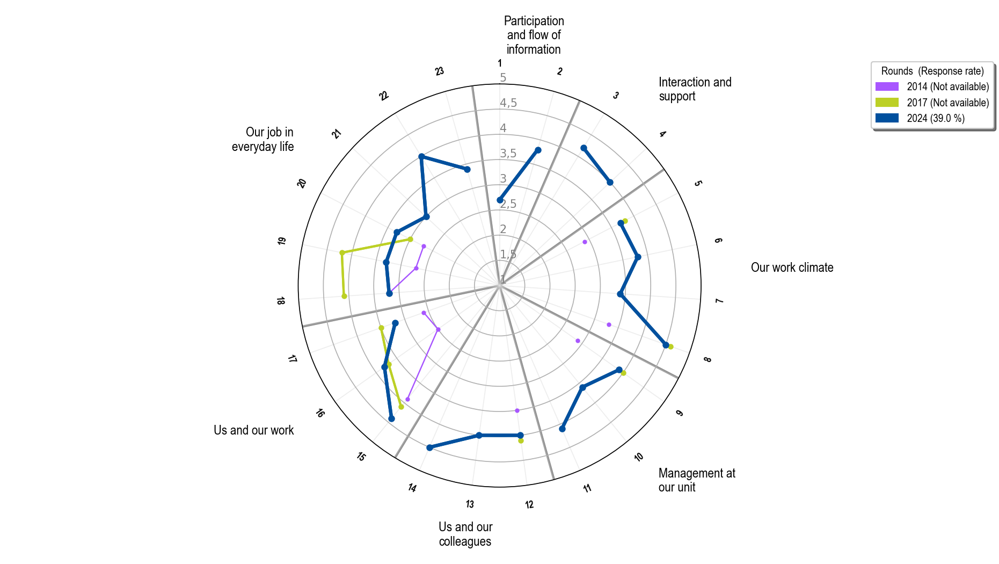 Participation
and flow of
information
Interaction and
support
Our work climate
Management at
our unit
Us and our
colleagues
Us and our work
Our job in
everyday life
1
2
3
4
5
6
7
8
9
10
11
12
13
14
15
16
17
18
19
20
21
22
23
5
4,5
4
3,5
3
2,5
2
1,5
1
Rounds (Response rate)
2014 (Not available)
2017 (Not available)
2024 (39.0 %)